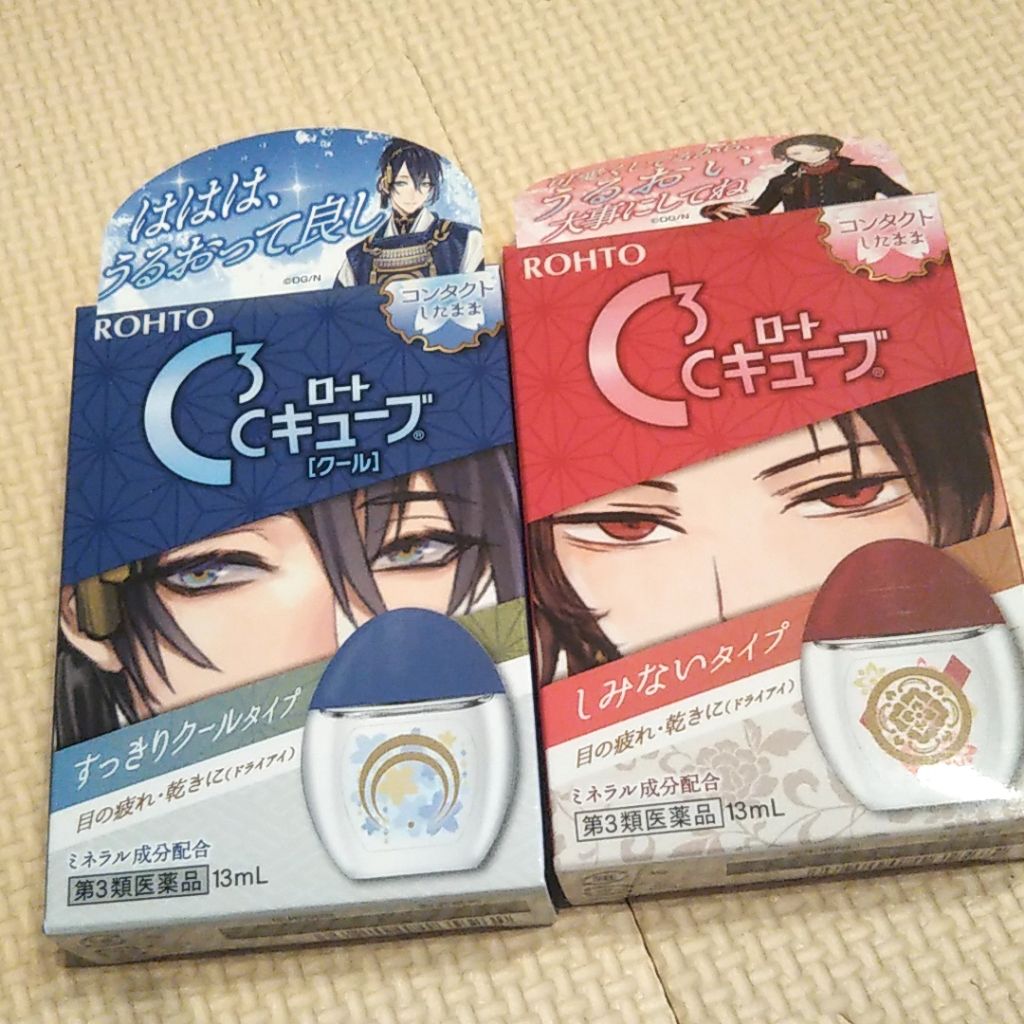 ははは、
うるおって良し
©DG/N
ROHTO
コンタクト
したまま
C3
ロート
Cキューブ®
[クール]
すっきりクールタイプ
目の疲れ・乾きに(ドライアイ)
ミネラル成分配合
第3類医薬品 13mL
うるおい
大事にしてね
©DG/N
ROHTO
コンタクト
したまま
C3
ロート
Cキューブ®
しみないタイプ
目の疲れ・乾きに(ドライアイ)
ミネラル成分配合
第3類医薬品 13mL